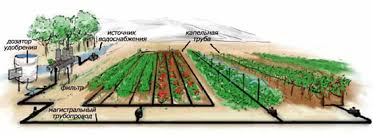 источник
водоснабжения
капельная
труба
дозатор
удобрения
фильтр
магистральный
трубопровод